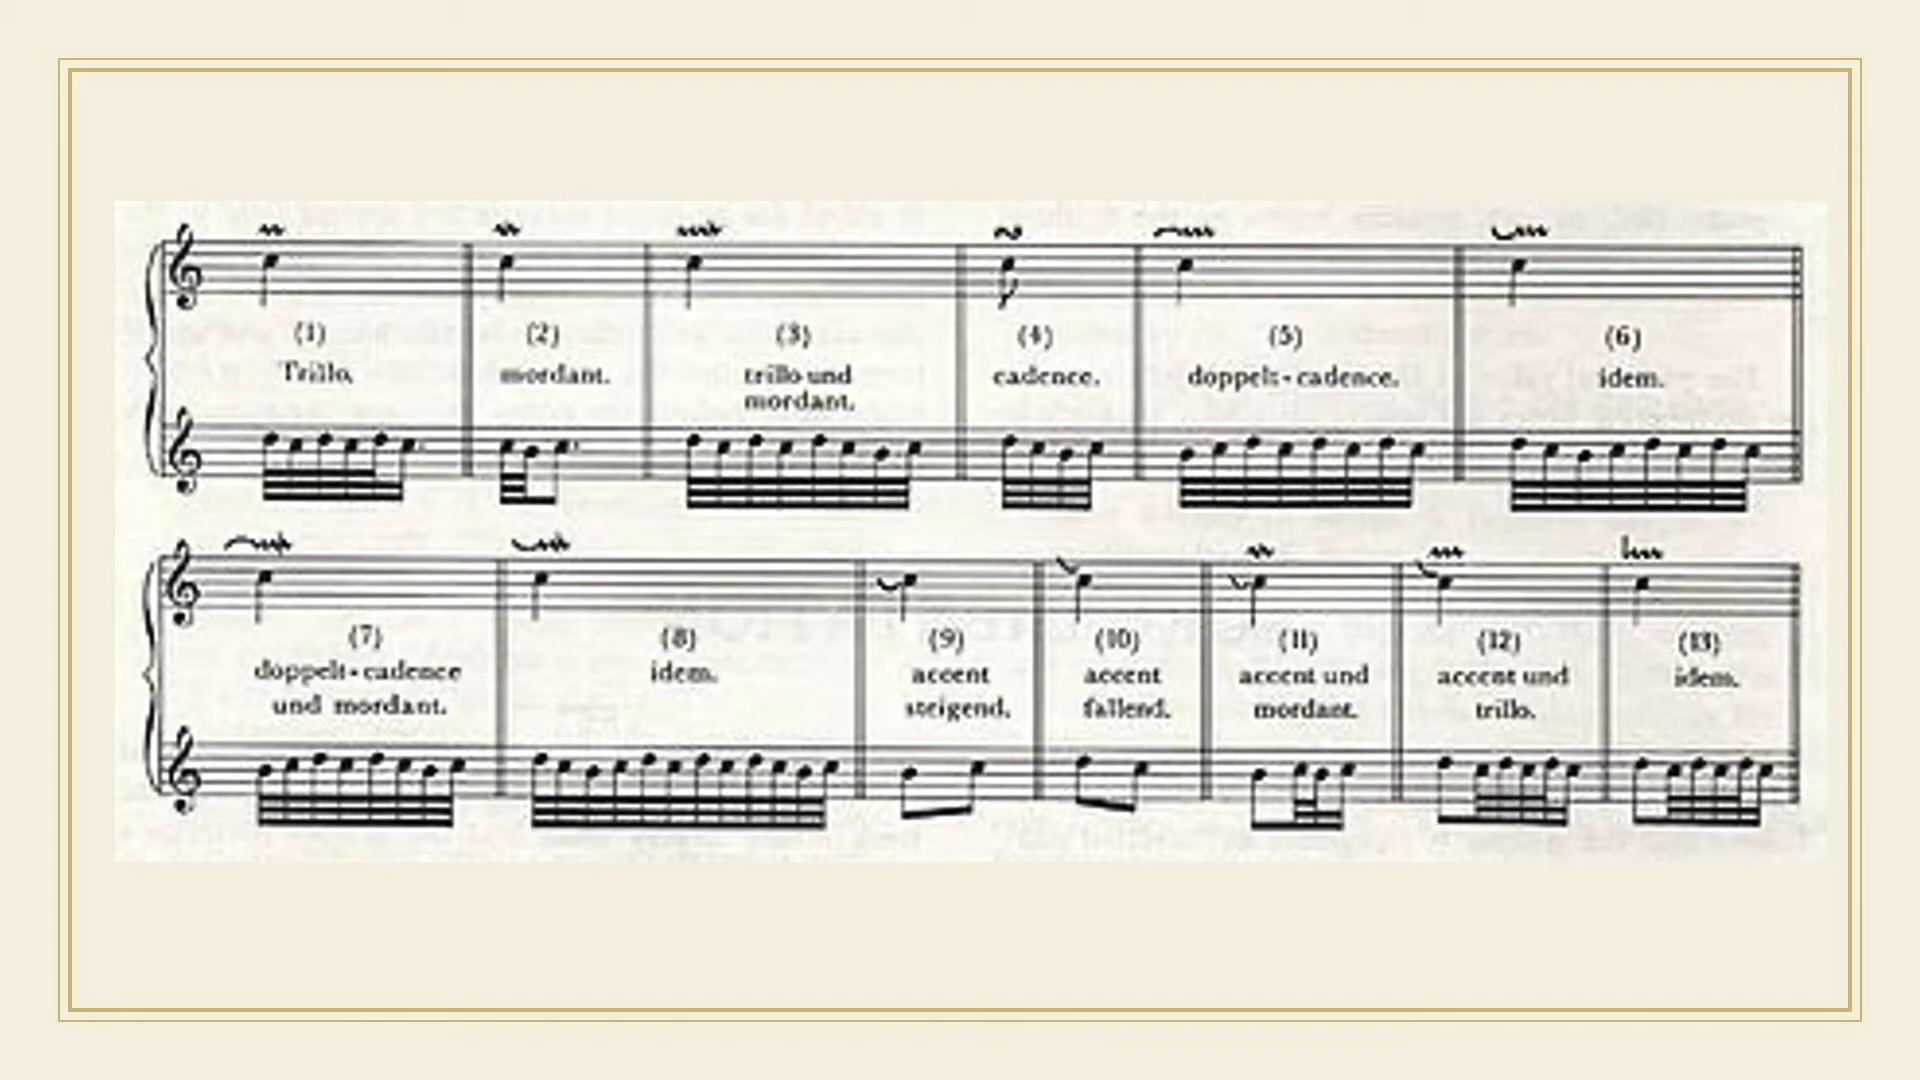 (1) (2) (3) (4) (5) (6)
Trillo. mordant. trillo und cadence. doppelt-cadence. idem.
mordant.
(7) (8) (9) (10) (11) (12) (13)
doppelt-cadence idem. accent accent accent und accent und idem.
und mordant. steigend. fallend. mordant. trillo.